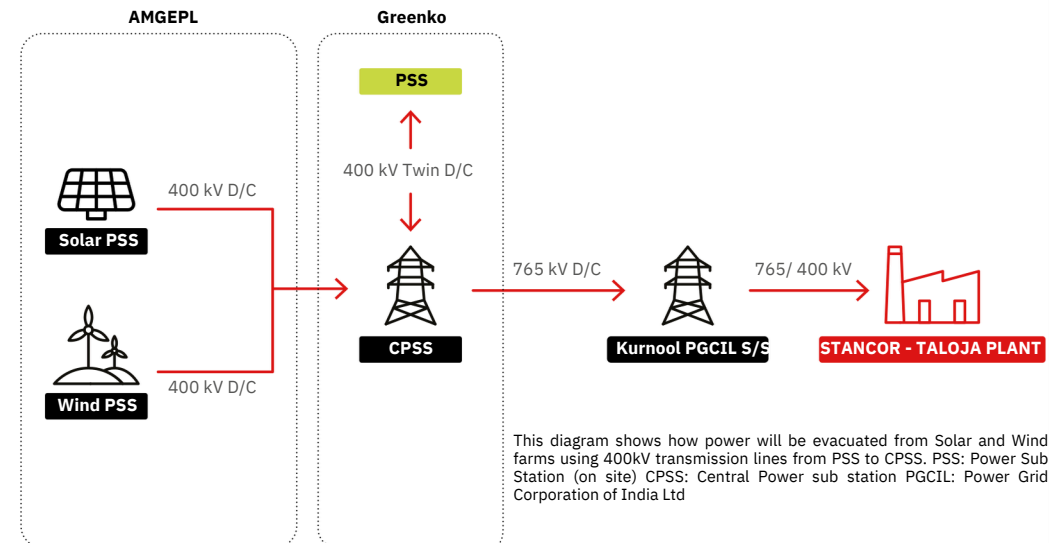 AMGEPL
Greenko
PSS
400 kV Twin D/C
400 kV D/C
Solar PSS
765 kV D/C
765/ 400 kV
CPSS
Kurnool PGCIL S/S
STANCOR - TALOJA PLANT
400 kV D/C
Wind PSS
This diagram shows how power will be evacuated from Solar and Wind
farms using 400kV transmission lines from PSS to CPSS. PSS: Power Sub
Station (on site) CPSS: Central Power sub station PGCIL: Power Grid
Corporation of India Ltd